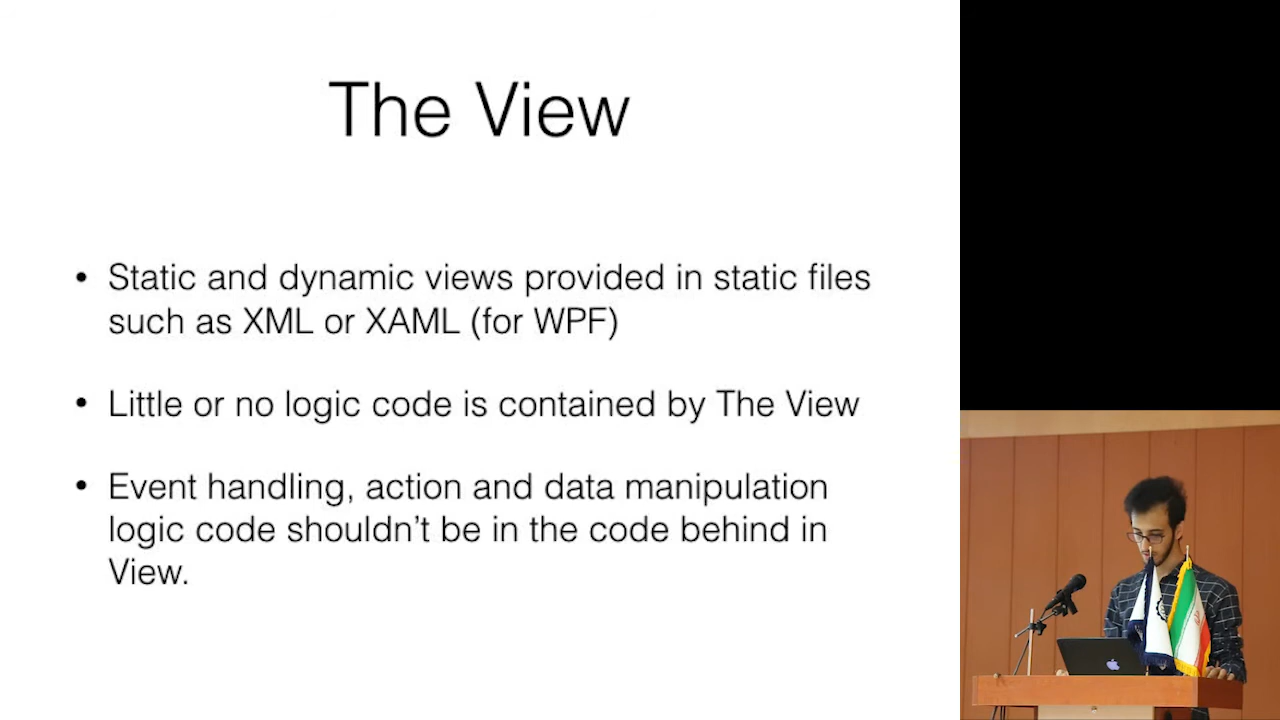 The View
• Static and dynamic views provided in static files
such as XML or XAML (for WPF)
• Little or no logic code is contained by The View
• Event handling, action and data manipulation
logic code shouldn’t be in the code behind in
View.